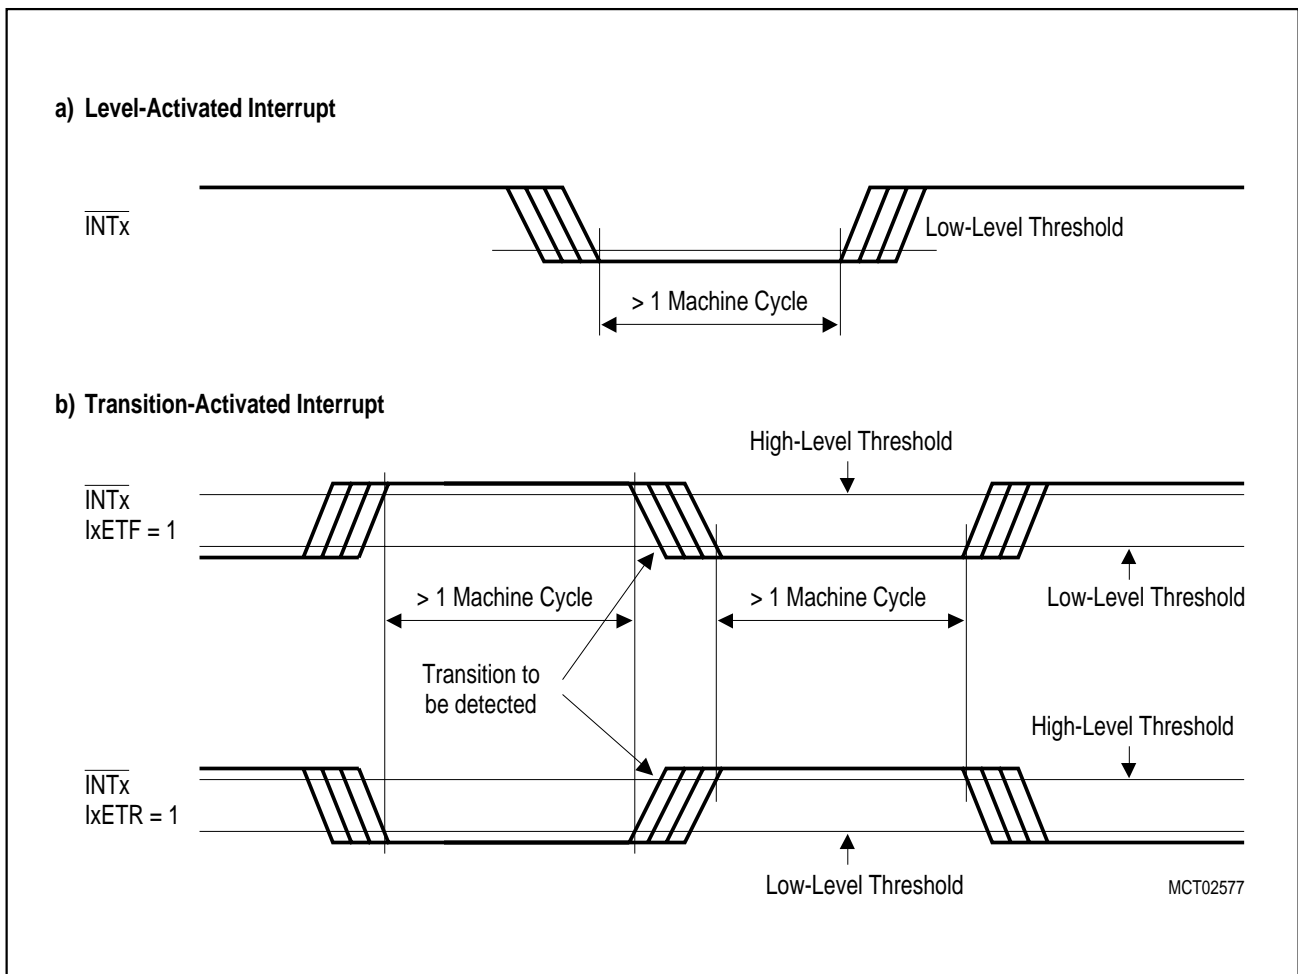 a) Level-Activated Interrupt
INTx
Low-Level Threshold
> 1 Machine Cycle
b) Transition-Activated Interrupt
High-Level Threshold
INTx
IxETF = 1
> 1 Machine Cycle
> 1 Machine Cycle
Low-Level Threshold
Transition to
be detected
High-Level Threshold
INTx
IxETR = 1
Low-Level Threshold
MCT02577